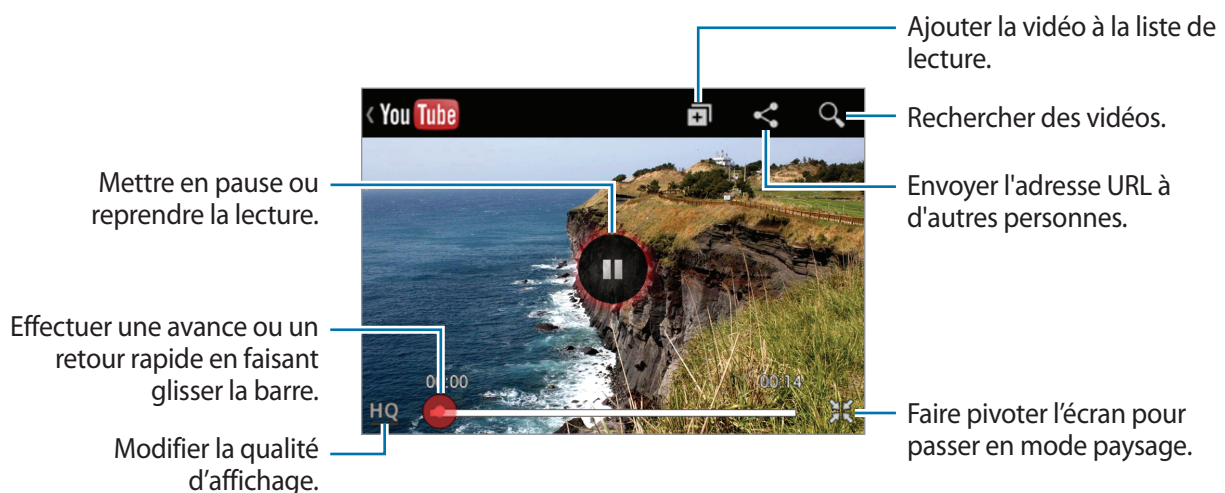 Ajouter la vidéo à la liste de
lecture.
You Tube
Rechercher des vidéos.
Mettre en pause ou
reprendre la lecture.
Envoyer l'adresse URL à
d'autres personnes.
Effectuer une avance ou un
retour rapide en faisant
glisser la barre.
00:00
00:14
HQ
Modifier la qualité
d’affichage.
Faire pivoter l’écran pour
passer en mode paysage.